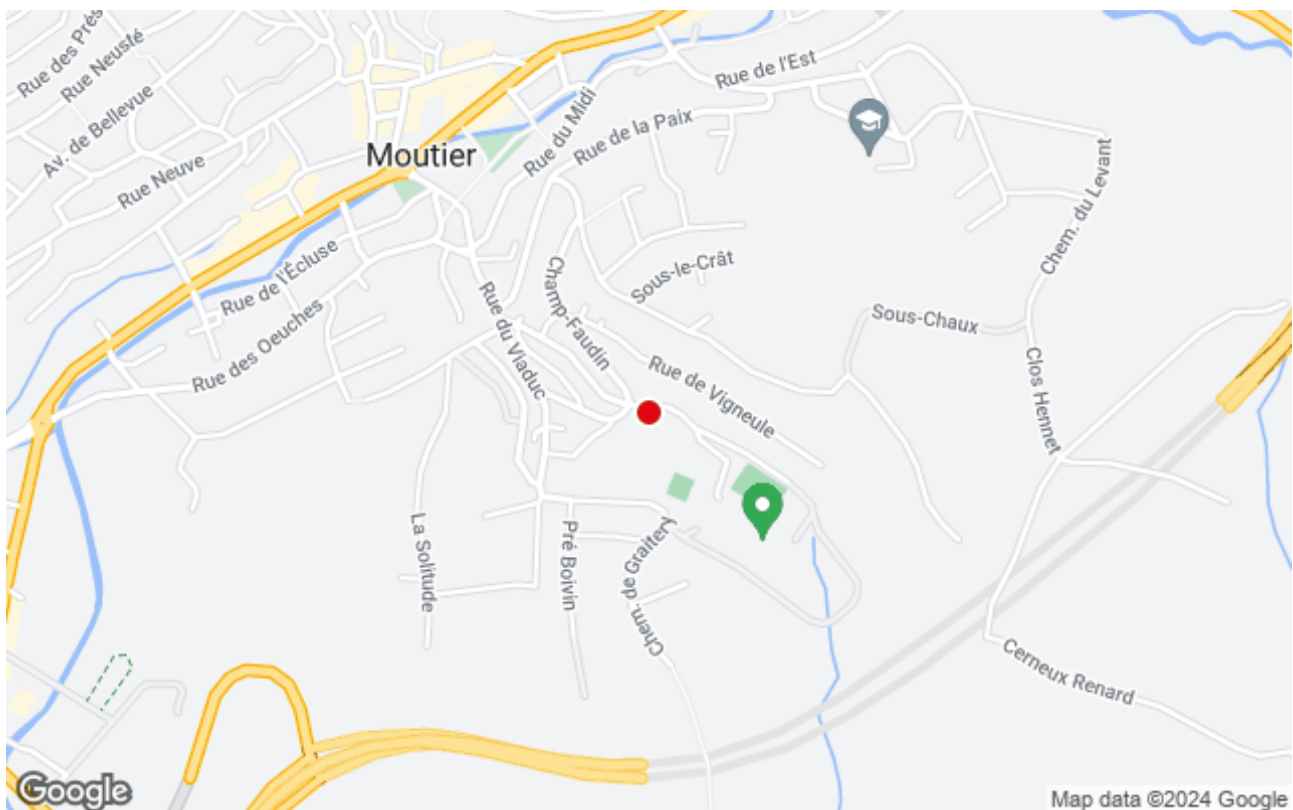 Rue des Prés
Rue Neusté
Av. de Bellevue
Rue Neuve
Moutier
Rue du Midi
Rue de l'Est
Rue de la Paix
Chem. du Levant
Rue de l'Écluse
Rue des Oeuches
Rue du Viaduc
Champ-Faudin
Sous-le-Crât
Sous-Chaux
Rue de Vigneule
Clos Hennet
La Solitude
Pré Boivin
Chem. de Graitery
Cerneux Renard
Google
Map data ©2024 Google